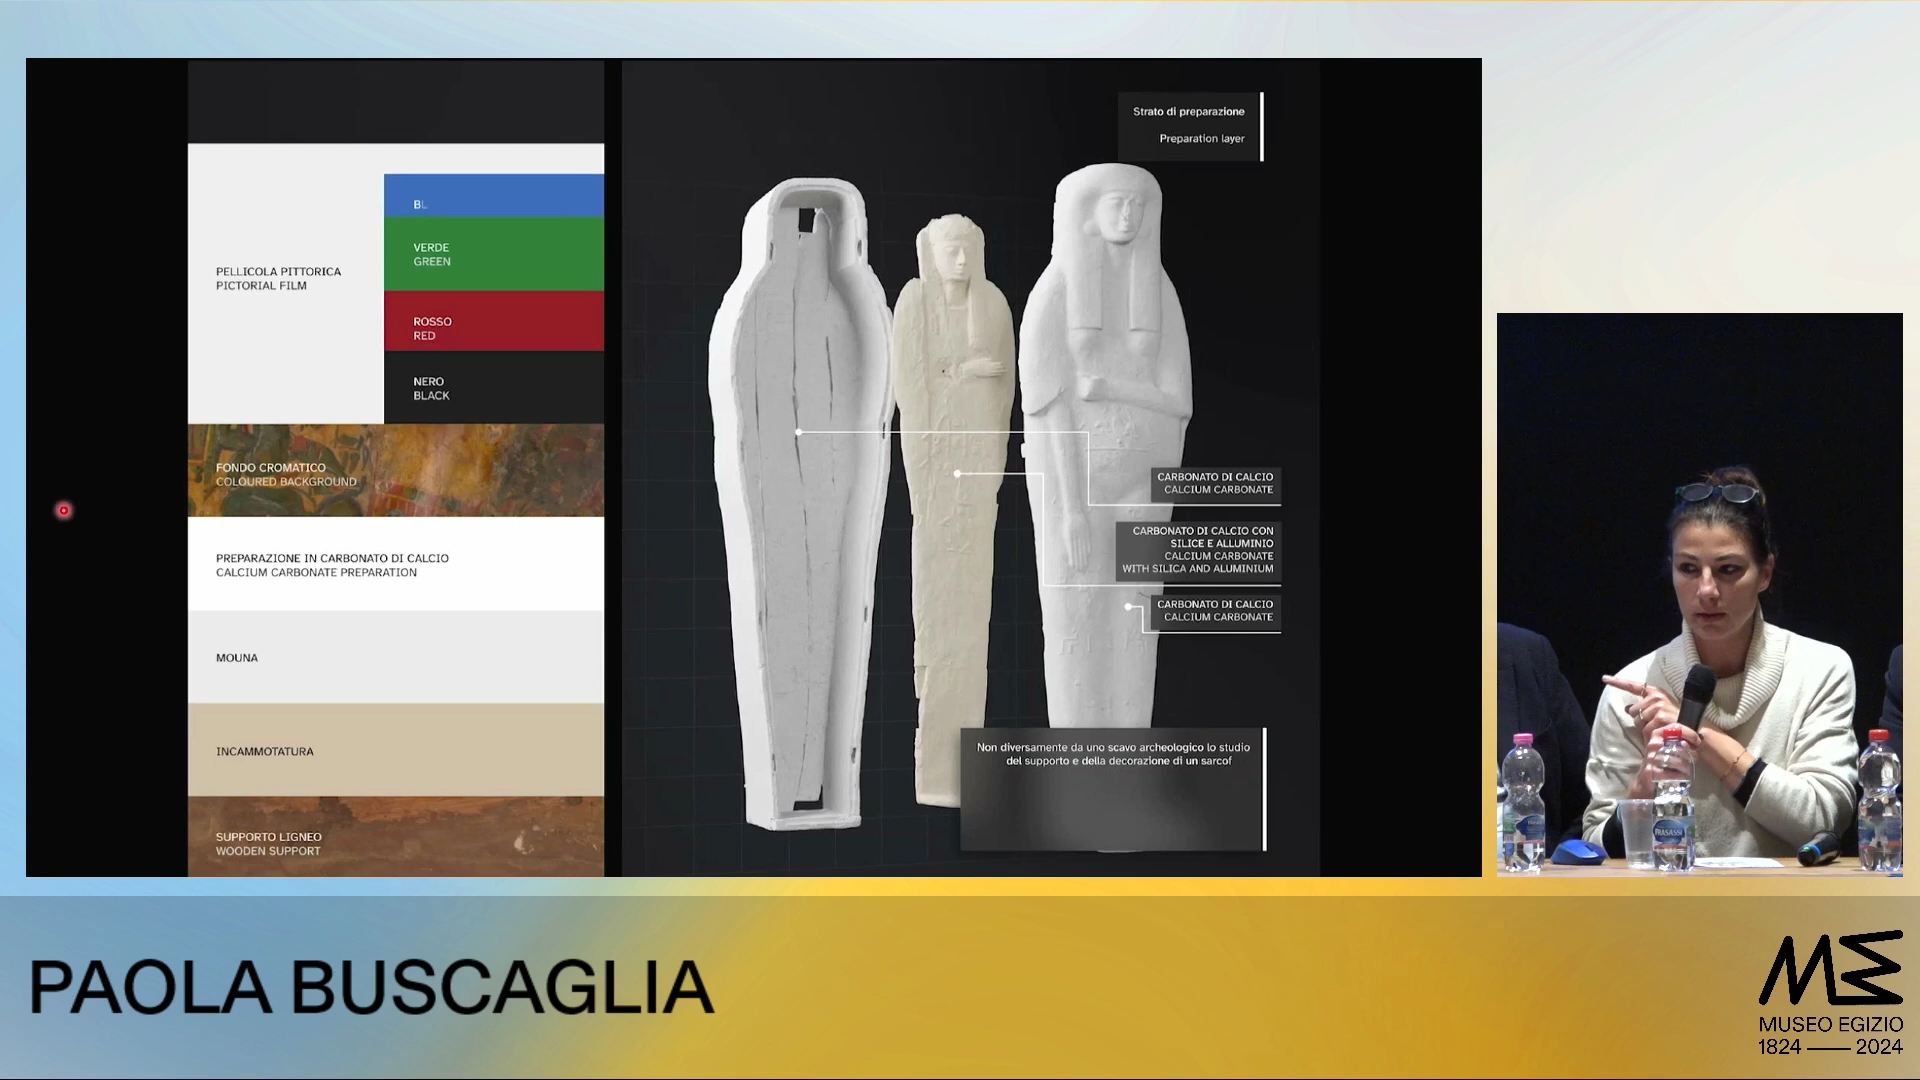 PELLICOLA PITTORICA
PICTORIAL FILM
BL
VERDE
GREEN
ROSSO
RED
NERO
BLACK
FONDO CROMATICO
COLOURED BACKGROUND
PREPARAZIONE IN CARBONATO DI CALCIO
CALCIUM CARBONATE PREPARATION
MOUNA
INCAMMOTATURA
SUPPORTO LIGNEO
WOODEN SUPPORT
Strato di preparazione
Preparation layer
CARBONATO DI CALCIO
CALCIUM CARBONATE
CARBONATO DI CALCIO CON
SILICE E ALLUMINIO
CALCIUM CARBONATE
WITH SILICA AND ALUMINIUM
CARBONATO DI CALCIO
CALCIUM CARBONATE
Non diversamente da uno scavo archeologico lo studio
del supporto e della decorazione di un sarcof
FRASASSI
PAOLA BUSCAGLIA
ME
MUSEO EGIZIO
1824 — 2024